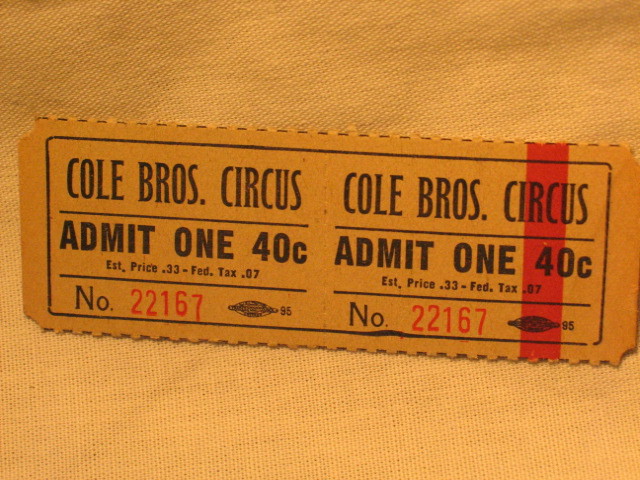 COLE BROS. CIRCUS
ADMIT ONE 40c
Est. Price .33 - Fed. Tax .07
No. 22167 95
COLE BROS. CIRCUS
ADMIT ONE 40c
Est. Price .33 - Fed. Tax .07
No. 22167 95